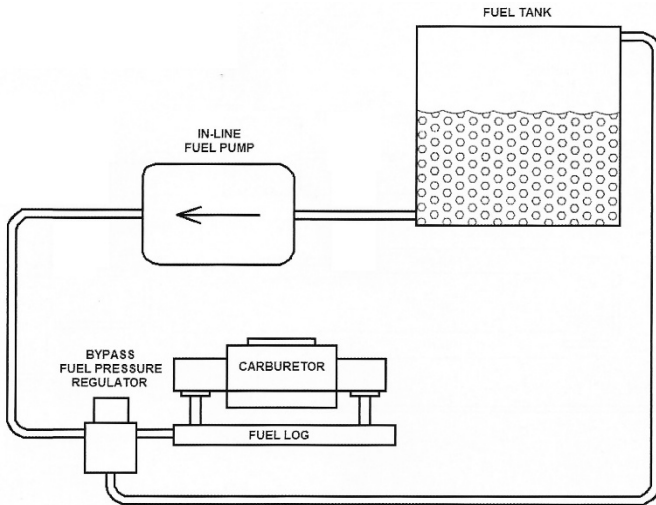 FUEL TANK
IN-LINE
FUEL PUMP
BYPASS
FUEL PRESSURE
REGULATOR
CARBURETOR
FUEL LOG